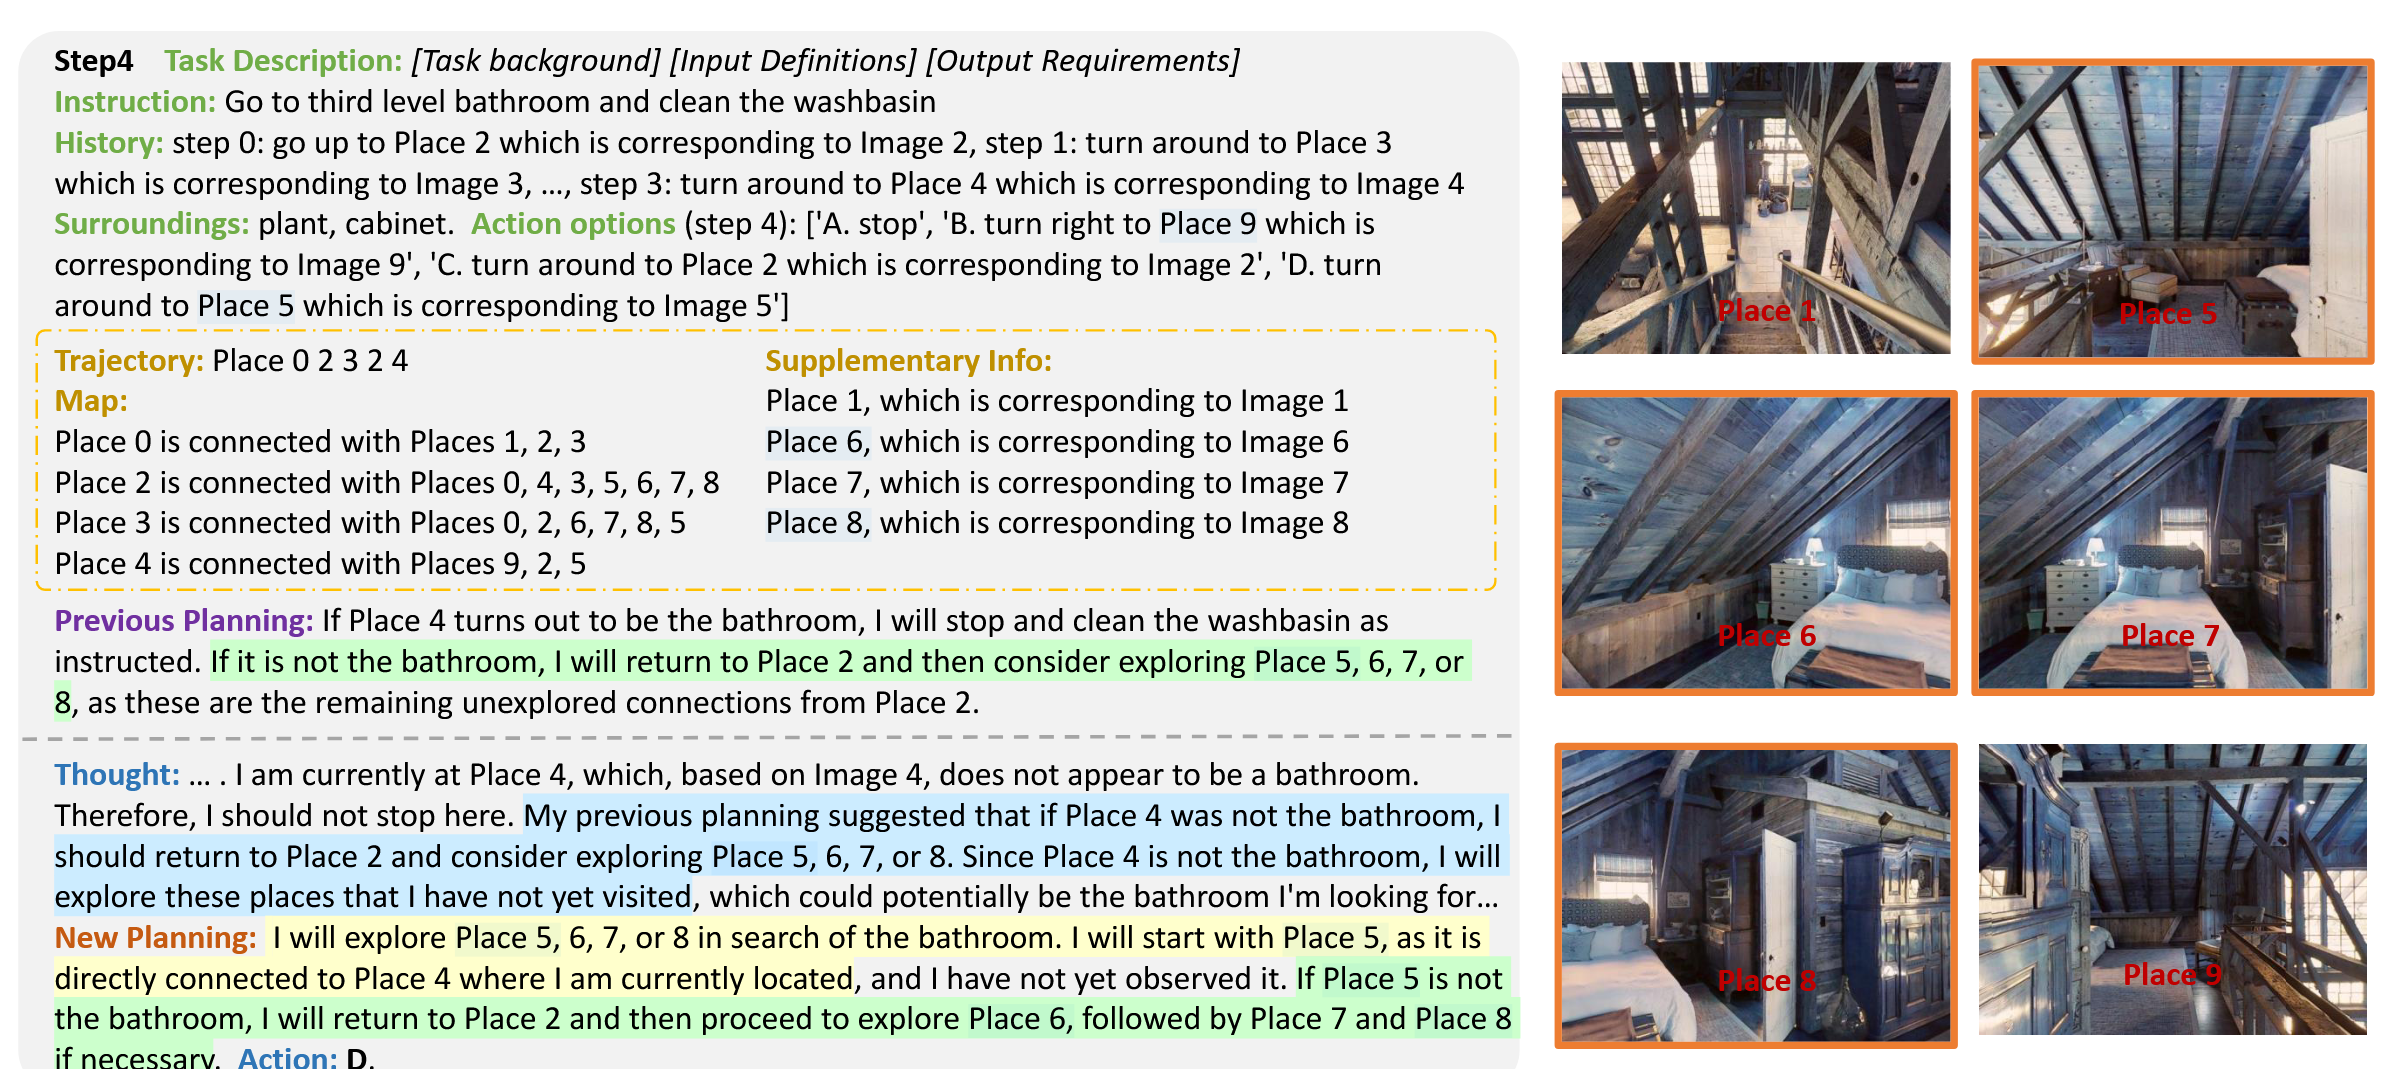 Step4 Task Description: [Task background] [Input Definitions] [Output Requirements]
Instruction: Go to third level bathroom and clean the washbasin
History: step 0: go up to Place 2 which is corresponding to Image 2, step 1: turn around to Place 3
which is corresponding to Image 3, …, step 3: turn around to Place 4 which is corresponding to Image 4
Surroundings: plant, cabinet. Action options (step 4): ['A. stop', 'B. turn right to Place 9 which is
corresponding to Image 9', 'C. turn around to Place 2 which is corresponding to Image 2', 'D. turn
around to Place 5 which is corresponding to Image 5']
Trajectory: Place 0 2 3 2 4
Map:
Place 0 is connected with Places 1, 2, 3
Place 2 is connected with Places 0, 4, 3, 5, 6, 7, 8
Place 3 is connected with Places 0, 2, 6, 7, 8, 5
Place 4 is connected with Places 9, 2, 5
Supplementary Info:
Place 1, which is corresponding to Image 1
Place 6, which is corresponding to Image 6
Place 7, which is corresponding to Image 7
Place 8, which is corresponding to Image 8
Previous Planning: If Place 4 turns out to be the bathroom, I will stop and clean the washbasin as
instructed. If it is not the bathroom, I will return to Place 2 and then consider exploring Place 5, 6, 7, or
8, as these are the remaining unexplored connections from Place 2.
Thought: … . I am currently at Place 4, which, based on Image 4, does not appear to be a bathroom.
Therefore, I should not stop here. My previous planning suggested that if Place 4 was not the bathroom, I
should return to Place 2 and consider exploring Place 5, 6, 7, or 8. Since Place 4 is not the bathroom, I will
explore these places that I have not yet visited, which could potentially be the bathroom I'm looking for…
New Planning: I will explore Place 5, 6, 7, or 8 in search of the bathroom. I will start with Place 5, as it is
directly connected to Place 4 where I am currently located, and I have not yet observed it. If Place 5 is not
the bathroom, I will return to Place 2 and then proceed to explore Place 6, followed by Place 7 and Place 8
if necessary. Action: D.
Place 1
Place 5
Place 6
Place 7
Place 8
Place 9